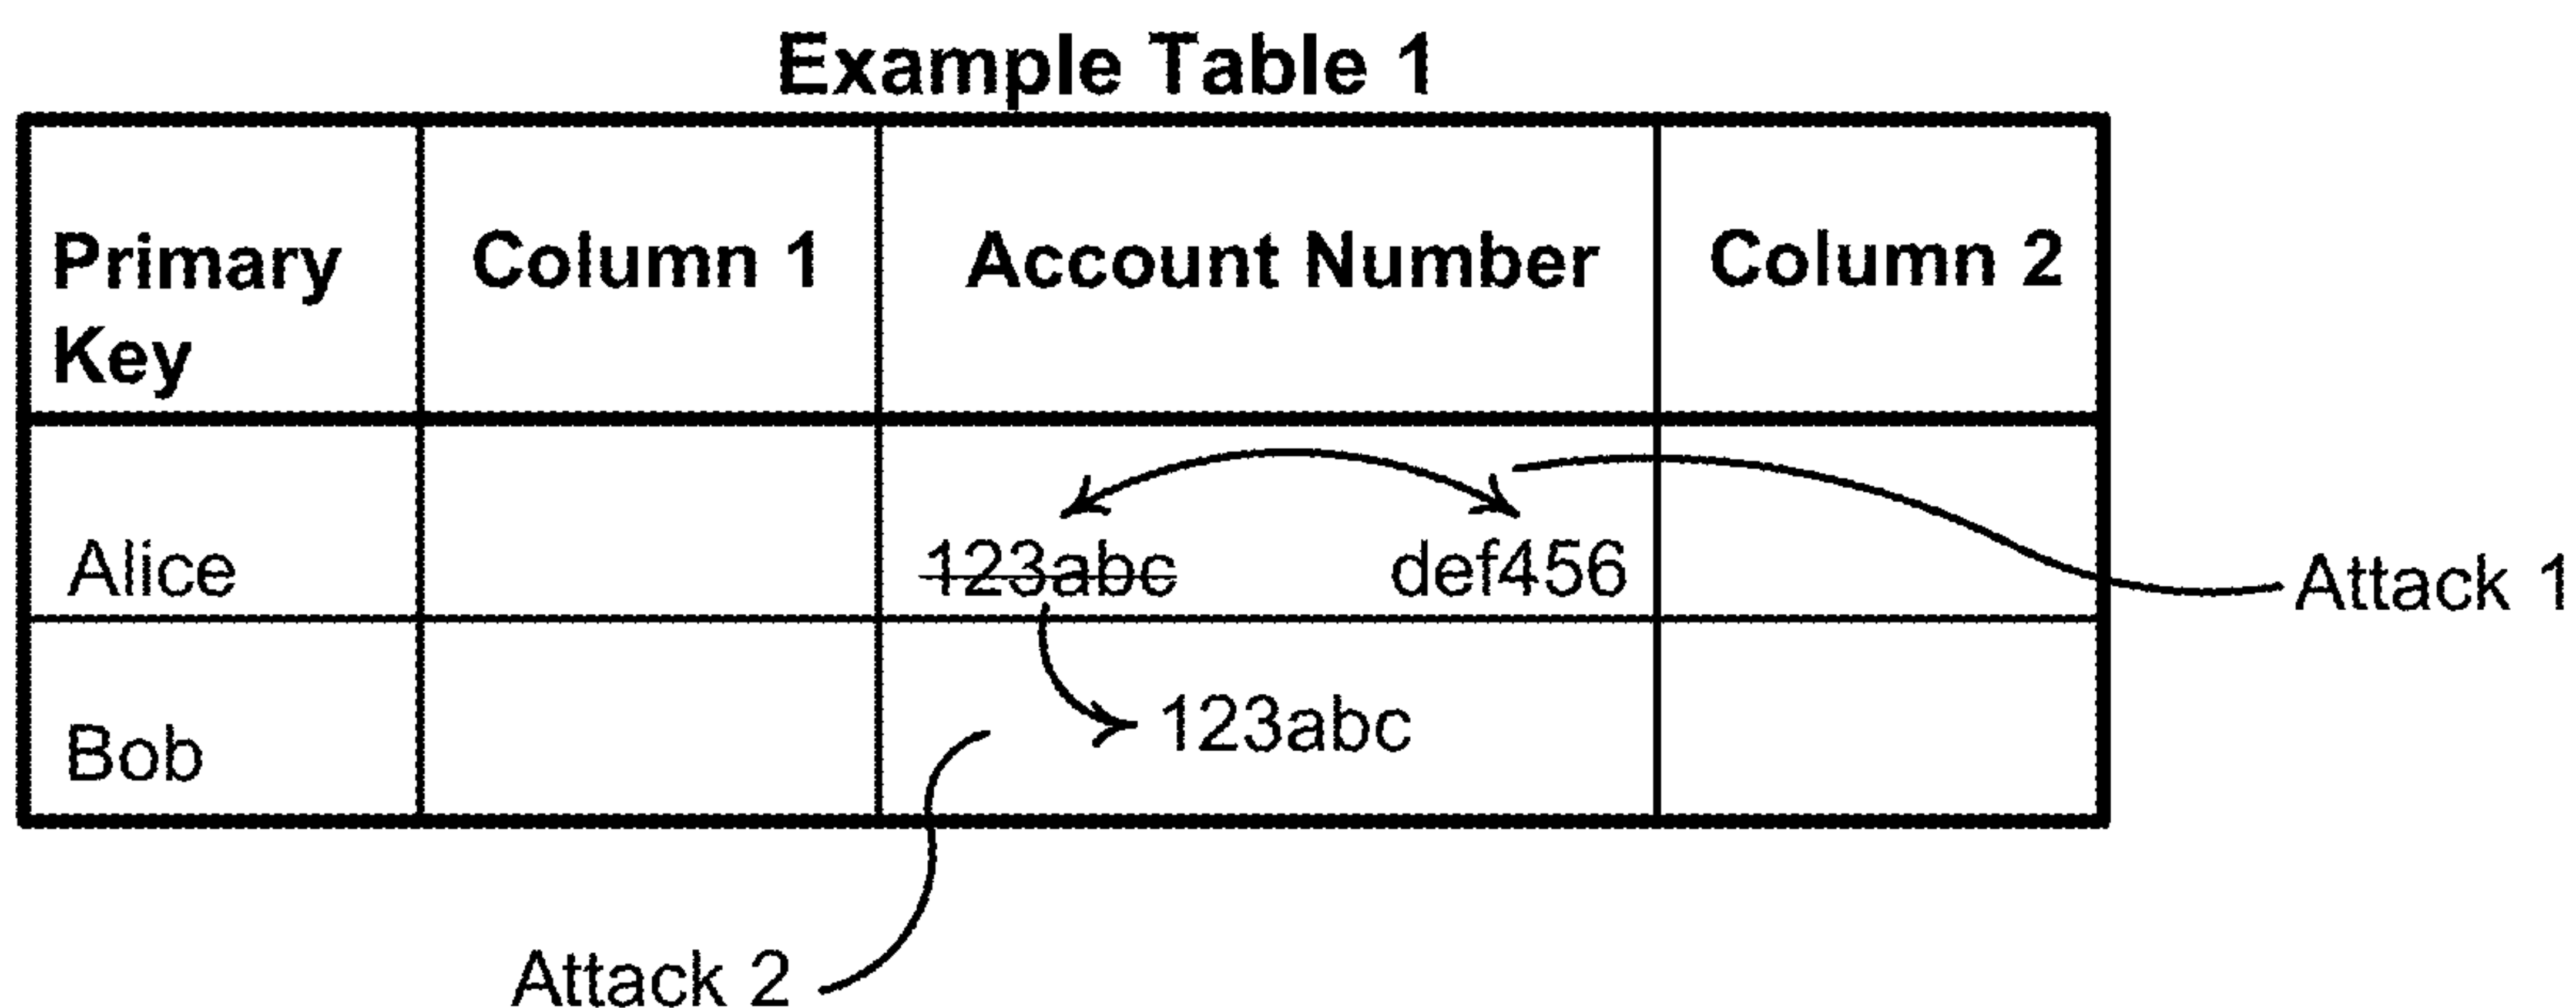 Example Table 1
Primary Key Column 1 Account Number Column 2
Alice 123abc def456
Attack 1
Bob 123abc
Attack 2